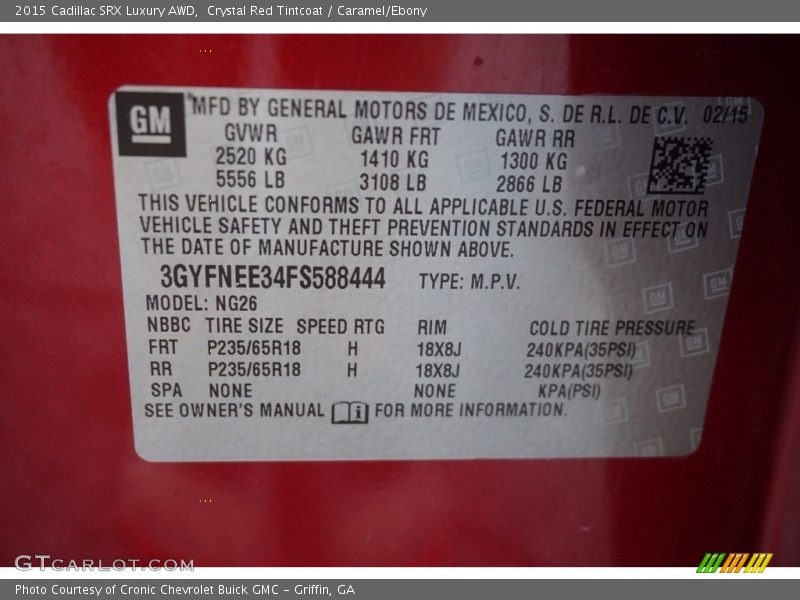 2015 Cadillac SRX Luxury AWD, Crystal Red Tintcoat / Caramel/Ebony
GM MFD BY GENERAL MOTORS DE MEXICO, S. DE R.L. DE C.V. 02/15
GVWR GAWR FRT GAWR RR
2520 KG 1410 KG 1300 KG
5556 LB 3108 LB 2866 LB
THIS VEHICLE CONFORMS TO ALL APPLICABLE U.S. FEDERAL MOTOR
VEHICLE SAFETY AND THEFT PREVENTION STANDARDS IN EFFECT ON
THE DATE OF MANUFACTURE SHOWN ABOVE.
3GYFNEE34FS588444 TYPE: M.P.V.
MODEL: NG26
NBBC TIRE SIZE SPEED RTG RIM COLD TIRE PRESSURE
FRT P235/65R18 H 18X8J 240KPA(35PSI)
RR P235/65R18 H 18X8J 240KPA(35PSI)
SPA NONE NONE KPA(PSI)
SEE OWNER'S MANUAL i FOR MORE INFORMATION.
GTCARLOT.COM
Photo Courtesy of Cronic Chevrolet Buick GMC - Griffin, GA